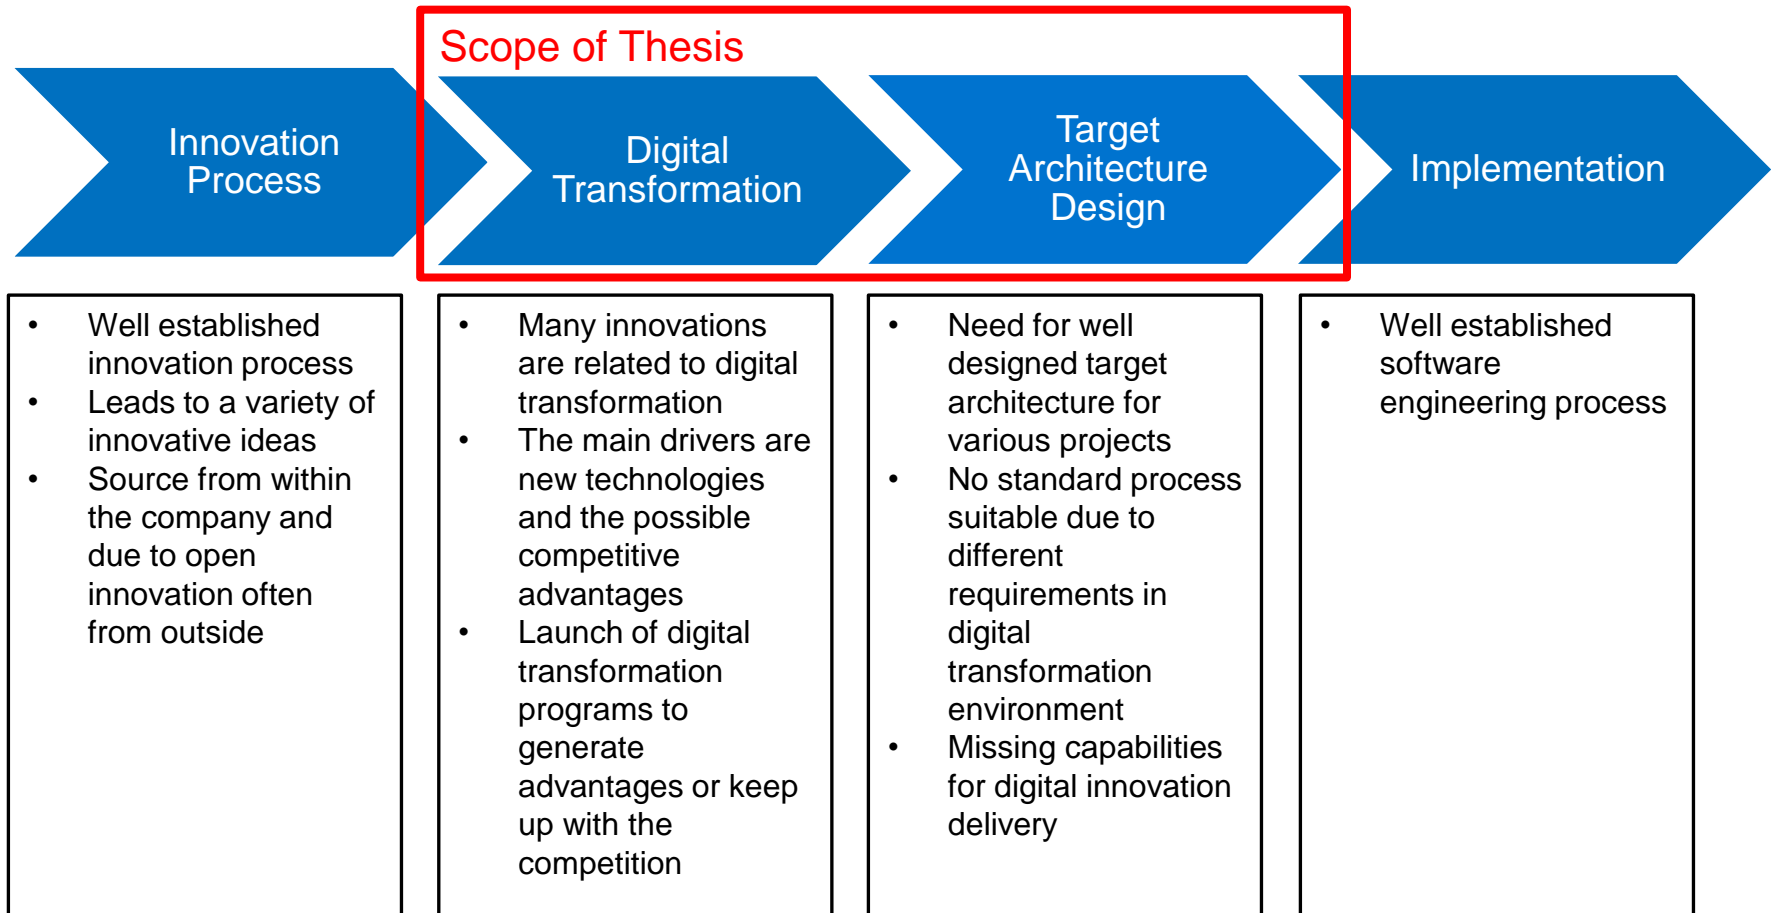 Scope of Thesis
Innovation
Process
Digital
Transformation
Target
Architecture
Design
Implementation
• Well established
innovation process
• Leads to a variety of
innovative ideas
• Source from within
the company and
due to open
innovation often
from outside
• Many innovations
are related to digital
transformation
• The main drivers are
new technologies
and the possible
competitive
advantages
• Launch of digital
transformation
programs to
generate
advantages or keep
up with the
competition
• Need for well
designed target
architecture for
various projects
• No standard process
suitable due to
different
requirements in
digital
transformation
environment
• Missing capabilities
for digital innovation
delivery
• Well established
software
engineering process